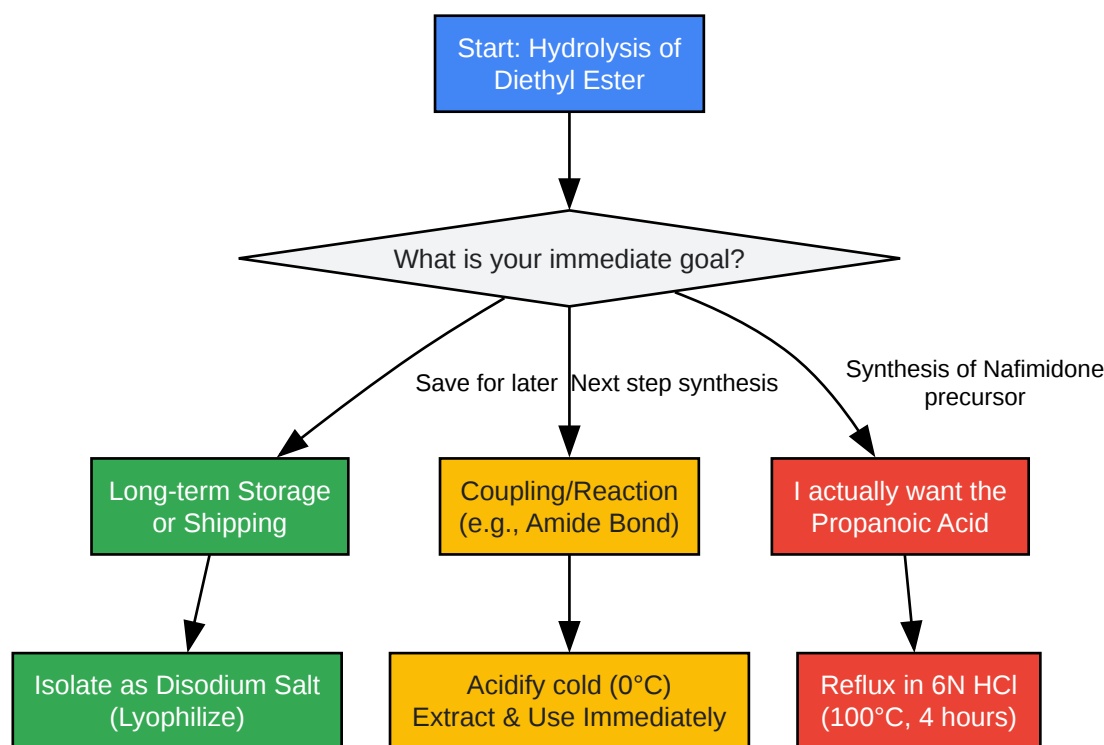 Start: Hydrolysis of
Diethyl Ester
What is your immediate goal?
Save for later
Next step synthesis
Synthesis of Nafimidone
precursor
Long-term Storage
or Shipping
Coupling/Reaction
(e.g., Amide Bond)
I actually want the
Propanoic Acid
Isolate as Disodium Salt
(Lyophilize)
Acidify cold (0°C)
Extract & Use Immediately
Reflux in 6N HCl
(100°C, 4 hours)